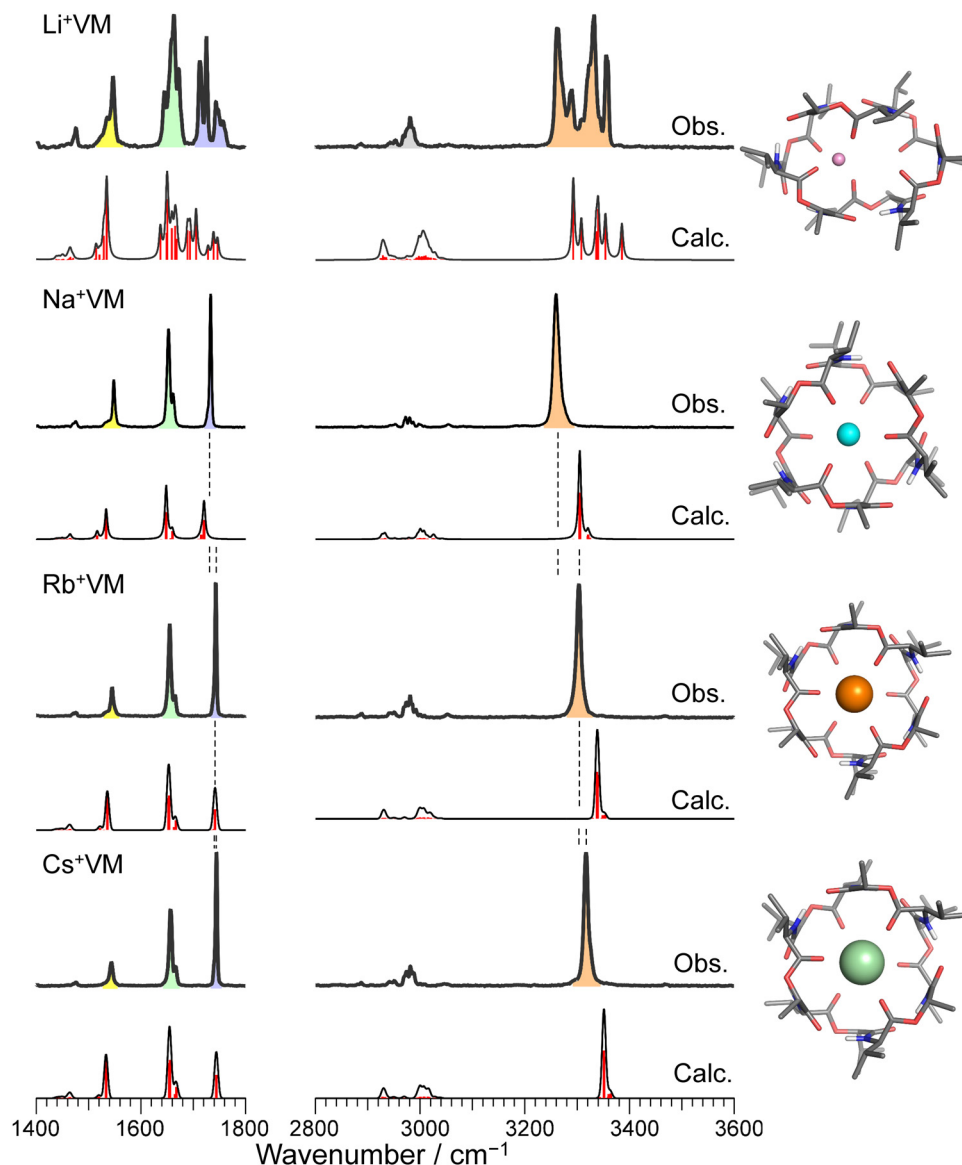 Li⁺VM
Obs.
Calc.
Na⁺VM
Obs.
Calc.
Rb⁺VM
Obs.
Calc.
Cs⁺VM
Obs.
Calc.
1400 1600 1800 2800 3000 3200 3400 3600
Wavenumber / cm⁻¹